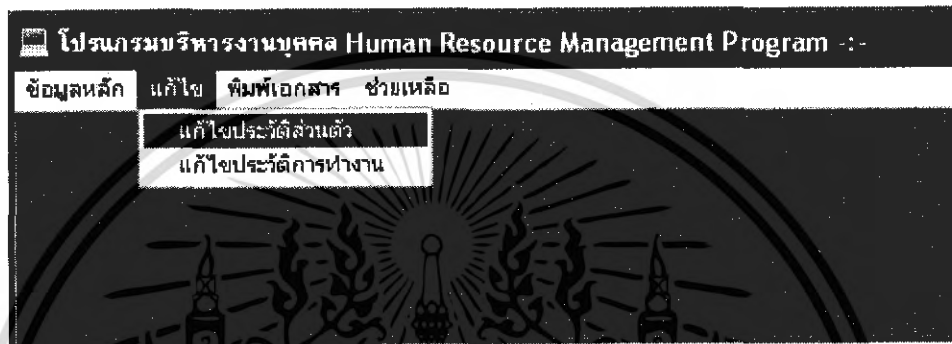 โปรแกรมบริหารงานบุคคล Human Resource Management Program -:-
ข้อมูลหลัก แก้ไข พิมพ์เอกสาร ช่วยเหลือ
แก้ไขประวัติส่วนตัว
แก้ไขประวัติการทำงาน